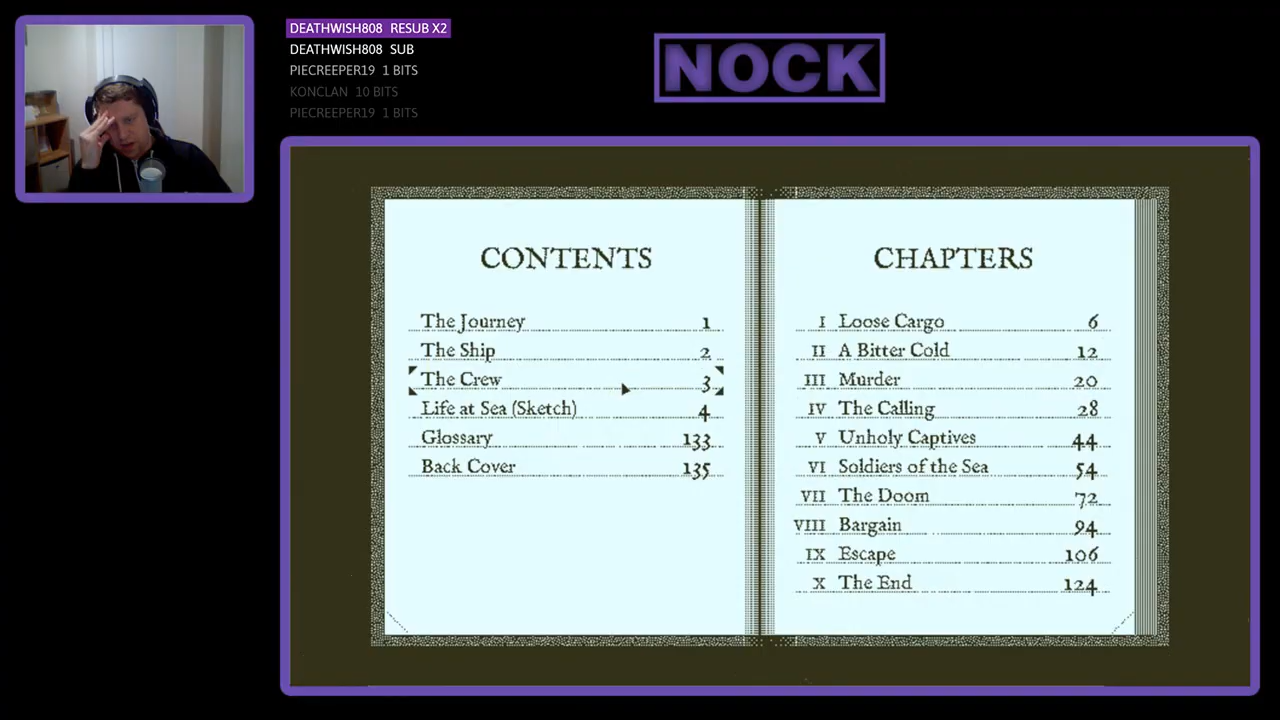 DEATHWISH808 RESUB X2
DEATHWISH808 SUB
PIECREEPER19 1 BITS
KONCLAN 10 BITS
PIECREEPER19 1 BITS
NOCK
CONTENTS
The Journey 1
The Ship 2
The Crew 3
Life at Sea (Sketch) 4
Glossary 133
Back Cover 135
CHAPTERS
I Loose Cargo 6
II A Bitter Cold 12
III Murder 20
IV The Calling 28
V Unholy Captives 44
VI Soldiers of the Sea 54
VII The Doom 72
VIII Bargain 94
IX Escape 106
X The End 124